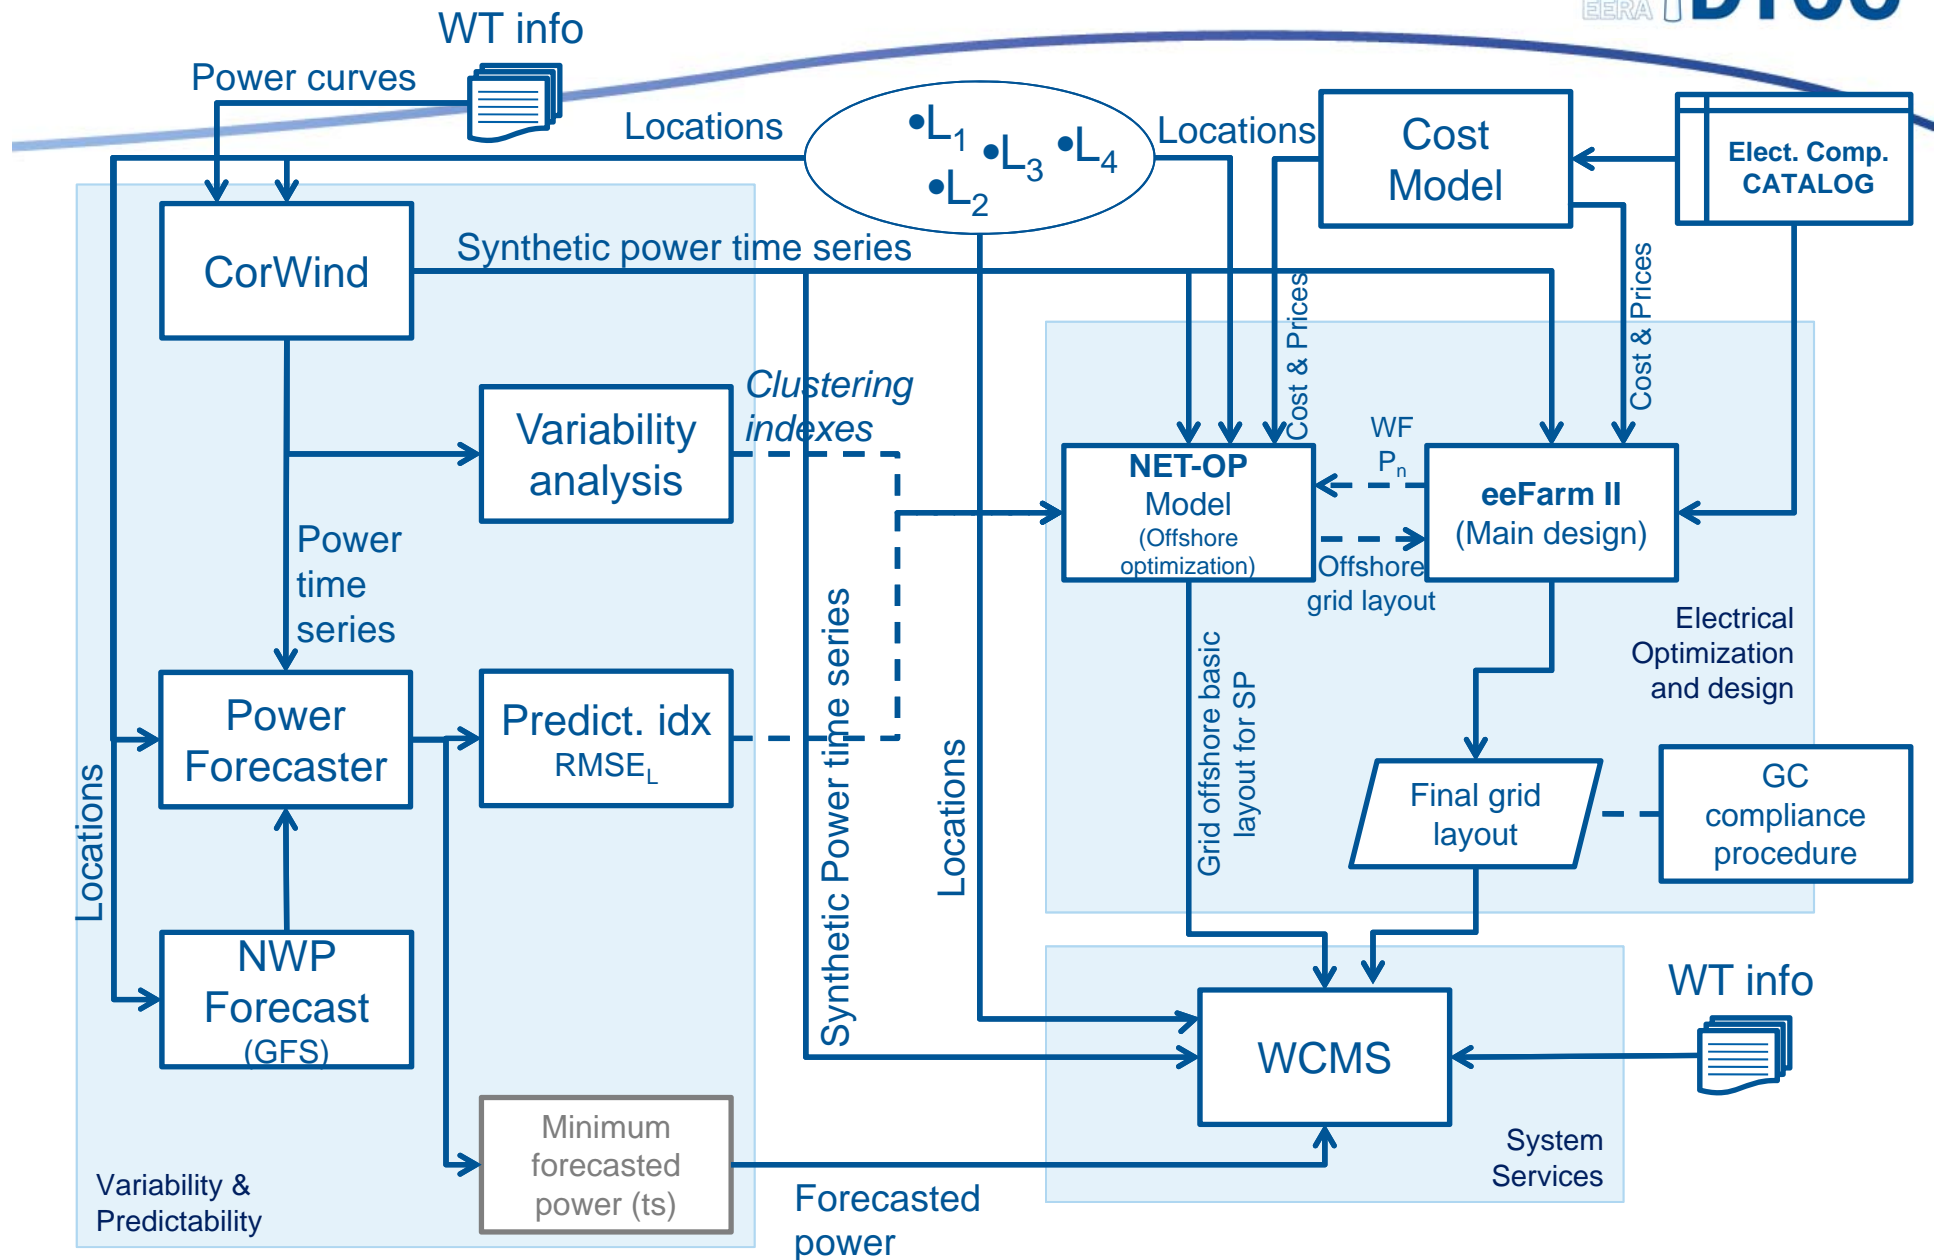 EERA DTOC
WT info
Power curves
Locations
•L1
•L3
•L4
•L2
Locations
Cost
Model
Elect. Comp.
CATALOG
CorWind
Synthetic power time series
Cost & Prices
Cost & Prices
Clustering
indexes
Variability
analysis
WF
Pn
NET-OP
Model
(Offshore
optimization)
eeFarm II
(Main design)
Offshore
grid layout
Power
time
series
Electrical
Optimization
and design
Synthetic Power time series
Grid offshore basic
layout for SP
Power
Forecaster
Predict. idx
RMSEL
Locations
Locations
Final grid
layout
GC
compliance
procedure
NWP
Forecast
(GFS)
WT info
WCMS
Minimum
forecasted
power (ts)
System
Services
Variability &
Predictability
Forecasted
power